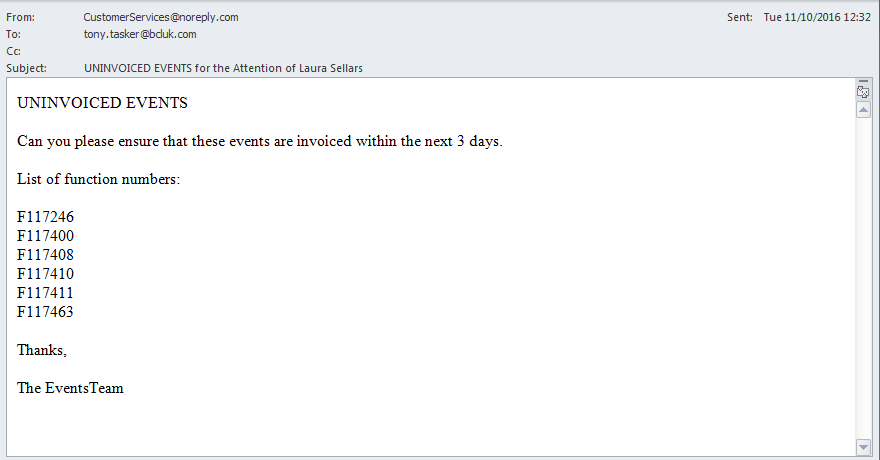 From: CustomerServices@noreply.com Sent: Tue 11/10/2016 12:32
To: tony.tasker@bcluk.com
Cc:
Subject: UNINVOICED EVENTS for the Attention of Laura Sellars
UNINVOICED EVENTS
Can you please ensure that these events are invoiced within the next 3 days.
List of function numbers:
F117246
F117400
F117408
F117410
F117411
F117463
Thanks,
The EventsTeam